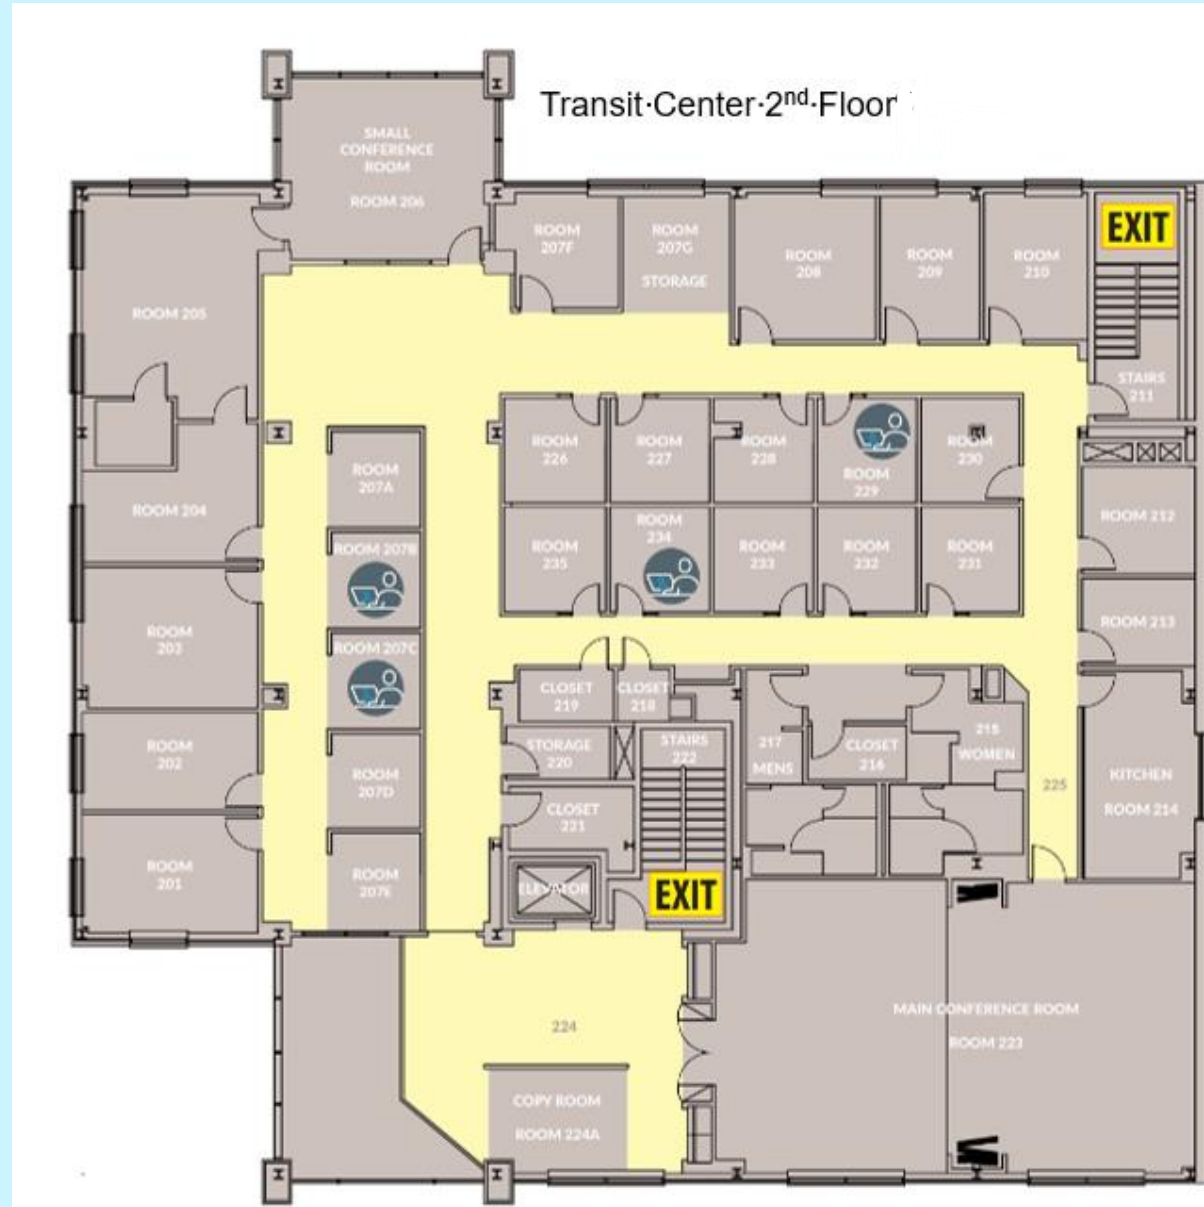 Transit·Center·2nd·Floor
SMALL
CONFERENCE
ROOM
ROOM 206
ROOM
207F
ROOM
207G
STORAGE
ROOM
208
ROOM
209
ROOM
210
EXIT
STAIRS
211
ROOM 205
ROOM 204
ROOM
203
ROOM
202
ROOM
201
ROOM
207A
ROOM 207B
ROOM 207C
ROOM
207D
ROOM
207E
ROOM
226
ROOM
227
ROOM
228
ROOM
229
ROOM
230
ROOM
235
ROOM
234
ROOM
233
ROOM
232
ROOM
231
ROOM 212
ROOM 213
KITCHEN
ROOM 214
CLOSET
219
CLOSET
218
STORAGE
220
CLOSET
221
STAIRS
222
ELEVATOR
EXIT
217
MENS
CLOSET
216
215
WOMEN
225
224
COPY ROOM
ROOM 224A
MAIN CONFERENCE ROOM
ROOM 223